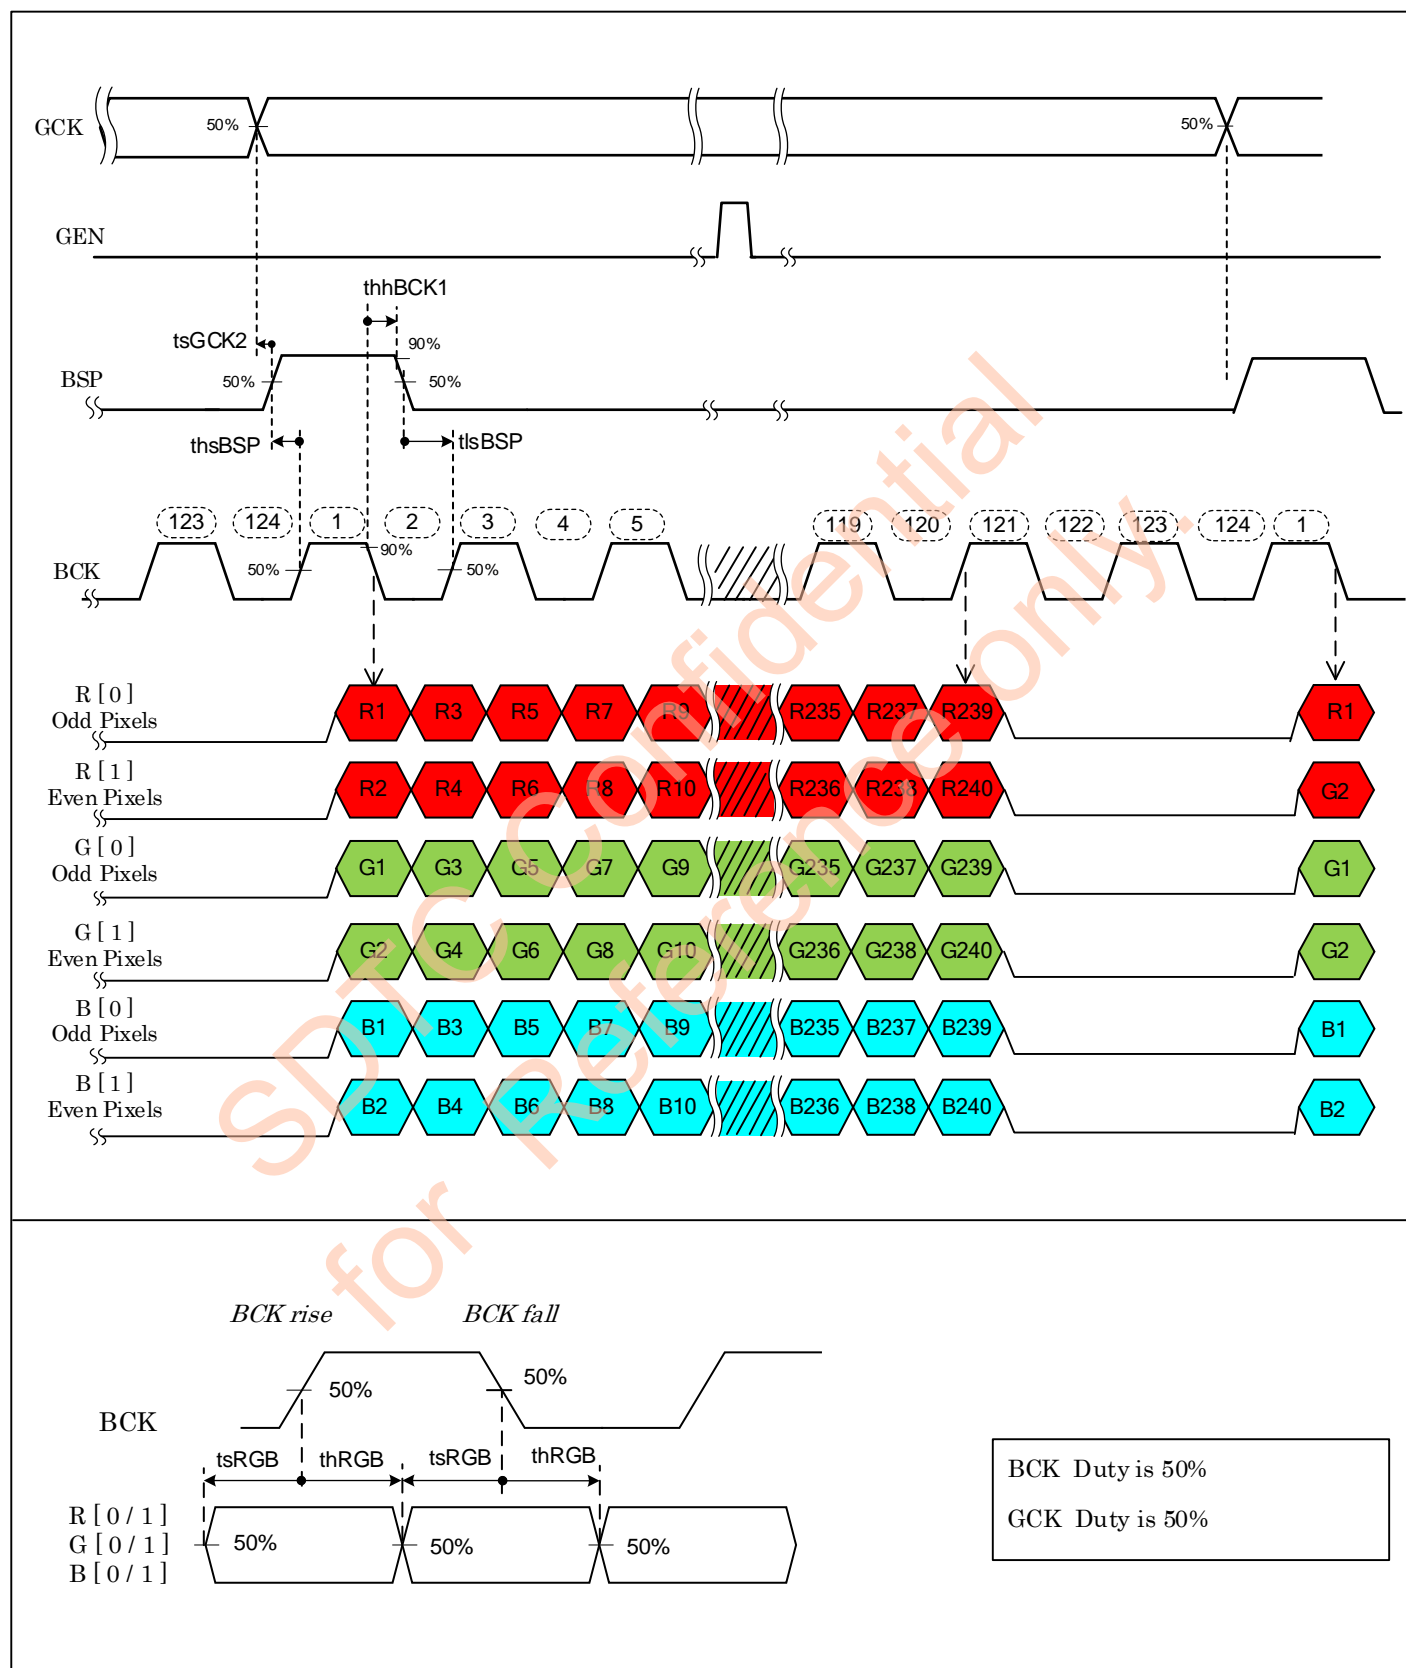 GCK
50%
50%
GEN
thhBCK1
tsGCK2
90%
BSP
50%
50%
thsBSP
tlsBSP
123 124 1 2 3 4 5 119 120 121 122 123 124 1
90%
BCK
50%
50%
R [ 0 ]
Odd Pixels
R1 R3 R5 R7 R9 R235 R237 R239 R1
R [ 1 ]
Even Pixels
R2 R4 R6 R8 R10 R236 R238 R240 G2
G [ 0 ]
Odd Pixels
G1 G3 G5 G7 G9 G235 G237 G239 G1
G [ 1 ]
Even Pixels
G2 G4 G6 G8 G10 G236 G238 G240 G2
B [ 0 ]
Odd Pixels
B1 B3 B5 B7 B9 B235 B237 B239 B1
B [ 1 ]
Even Pixels
B2 B4 B6 B8 B10 B236 B238 B240 B2
SDTC Confidential
for Reference only.
BCK rise
BCK fall
50%
50%
BCK
tsRGB thRGB tsRGB thRGB
R [ 0 / 1 ]
G [ 0 / 1 ]
B [ 0 / 1 ]
50% 50% 50%
BCK Duty is 50%
GCK Duty is 50%